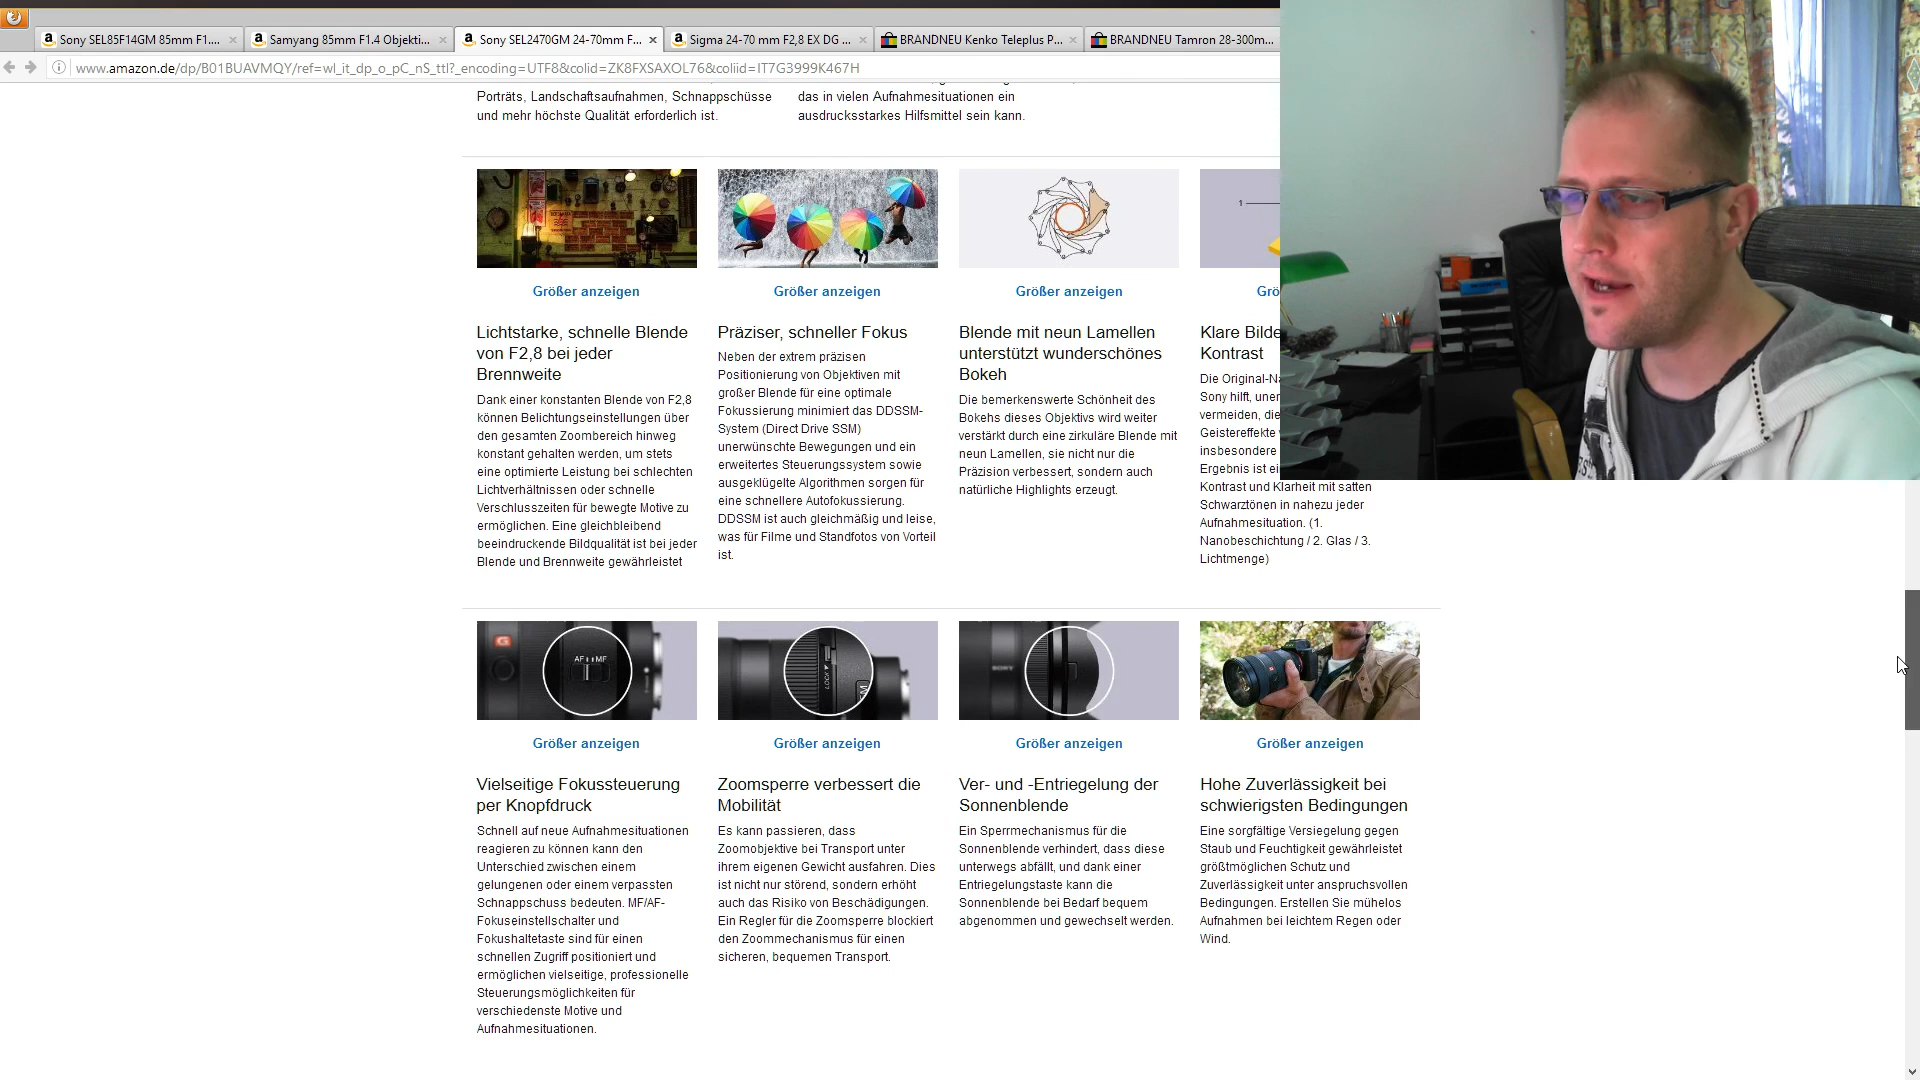 Sony SEL85F14GM 85mm F1....
Samyang 85mm F1.4 Objekti...
Sony SEL2470GM 24-70mm F...
Sigma 24-70 mm F2,8 EX DG ...
BRANDNEU Kenko Teleplus P...
BRANDNEU Tamron 28-300m...
www.amazon.de/dp/B01BUAVMQY/ref=wl_it_dp_o_pC_nS_ttl?_encoding=UTF8&colid=ZK8FXSAXOL76&coliid=IT7G3999K467H
Porträts, Landschaftsaufnahmen, Schnappschüsse
und mehr höchste Qualität erforderlich ist.
das in vielen Aufnahmesituationen ein
ausdrucksstarkes Hilfsmittel sein kann.
1
Größer anzeigen
Größer anzeigen
Größer anzeigen
Grö
Lichtstarke, schnelle Blende
von F2,8 bei jeder
Brennweite
Dank einer konstanten Blende von F2,8
können Belichtungseinstellungen über
den gesamten Zoombereich hinweg
konstant gehalten werden, um stets
eine optimierte Leistung bei schlechten
Lichtverhältnissen oder schnelle
Verschlusszeiten für bewegte Motive zu
ermöglichen. Eine gleichbleibend
beeindruckende Bildqualität ist bei jeder
Blende und Brennweite gewährleistet
Präziser, schneller Fokus
Neben der extrem präzisen
Positionierung von Objektiven mit
großer Blende für eine optimale
Fokussierung minimiert das DDSSM-
System (Direct Drive SSM)
unerwünschte Bewegungen und ein
erweitertes Steuerungssystem sowie
ausgeklügelte Algorithmen sorgen für
eine schnellere Autofokussierung.
DDSSM ist auch gleichmäßig und leise,
was für Filme und Standfotos von Vorteil
ist.
Blende mit neun Lamellen
unterstützt wunderschönes
Bokeh
Die bemerkenswerte Schönheit des
Bokehs dieses Objektivs wird weiter
verstärkt durch eine zirkuläre Blende mit
neun Lamellen, sie nicht nur die
Präzision verbessert, sondern auch
natürliche Highlights erzeugt.
Klare Bilde
Kontrast
Die Original-Na
Sony hilft, uner
vermeiden, die
Geistereffekte
insbesondere
Ergebnis ist ei
Kontrast und Klarheit mit satten
Schwarztönen in nahezu jeder
Aufnahmesituation. (1.
Nanobeschichtung / 2. Glas / 3.
Lichtmenge)
G
AF MF
LOCK
SONY
Größer anzeigen
Größer anzeigen
Größer anzeigen
Größer anzeigen
Vielseitige Fokussteuerung
per Knopfdruck
Schnell auf neue Aufnahmesituationen
reagieren zu können kann den
Unterschied zwischen einem
gelungenen oder einem verpassten
Schnappschuss bedeuten. MF/AF-
Fokuseinstellschalter und
Fokushaltetaste sind für einen
schnellen Zugriff positioniert und
ermöglichen vielseitige, professionelle
Steuerungsmöglichkeiten für
verschiedenste Motive und
Aufnahmesituationen.
Zoomsperre verbessert die
Mobilität
Es kann passieren, dass
Zoomobjektive bei Transport unter
ihrem eigenen Gewicht ausfahren. Dies
ist nicht nur störend, sondern erhöht
auch das Risiko von Beschädigungen.
Ein Regler für die Zoomsperre blockiert
den Zoommechanismus für einen
sicheren, bequemen Transport.
Ver- und -Entriegelung der
Sonnenblende
Ein Sperrmechanismus für die
Sonnenblende verhindert, dass diese
unterwegs abfällt, und dank einer
Entriegelungstaste kann die
Sonnenblende bei Bedarf bequem
abgenommen und gewechselt werden.
Hohe Zuverlässigkeit bei
schwierigsten Bedingungen
Eine sorgfältige Versiegelung gegen
Staub und Feuchtigkeit gewährleistet
größtmöglichen Schutz und
Zuverlässigkeit unter anspruchsvollen
Bedingungen. Erstellen Sie mühelos
Aufnahmen bei leichtem Regen oder
Wind.